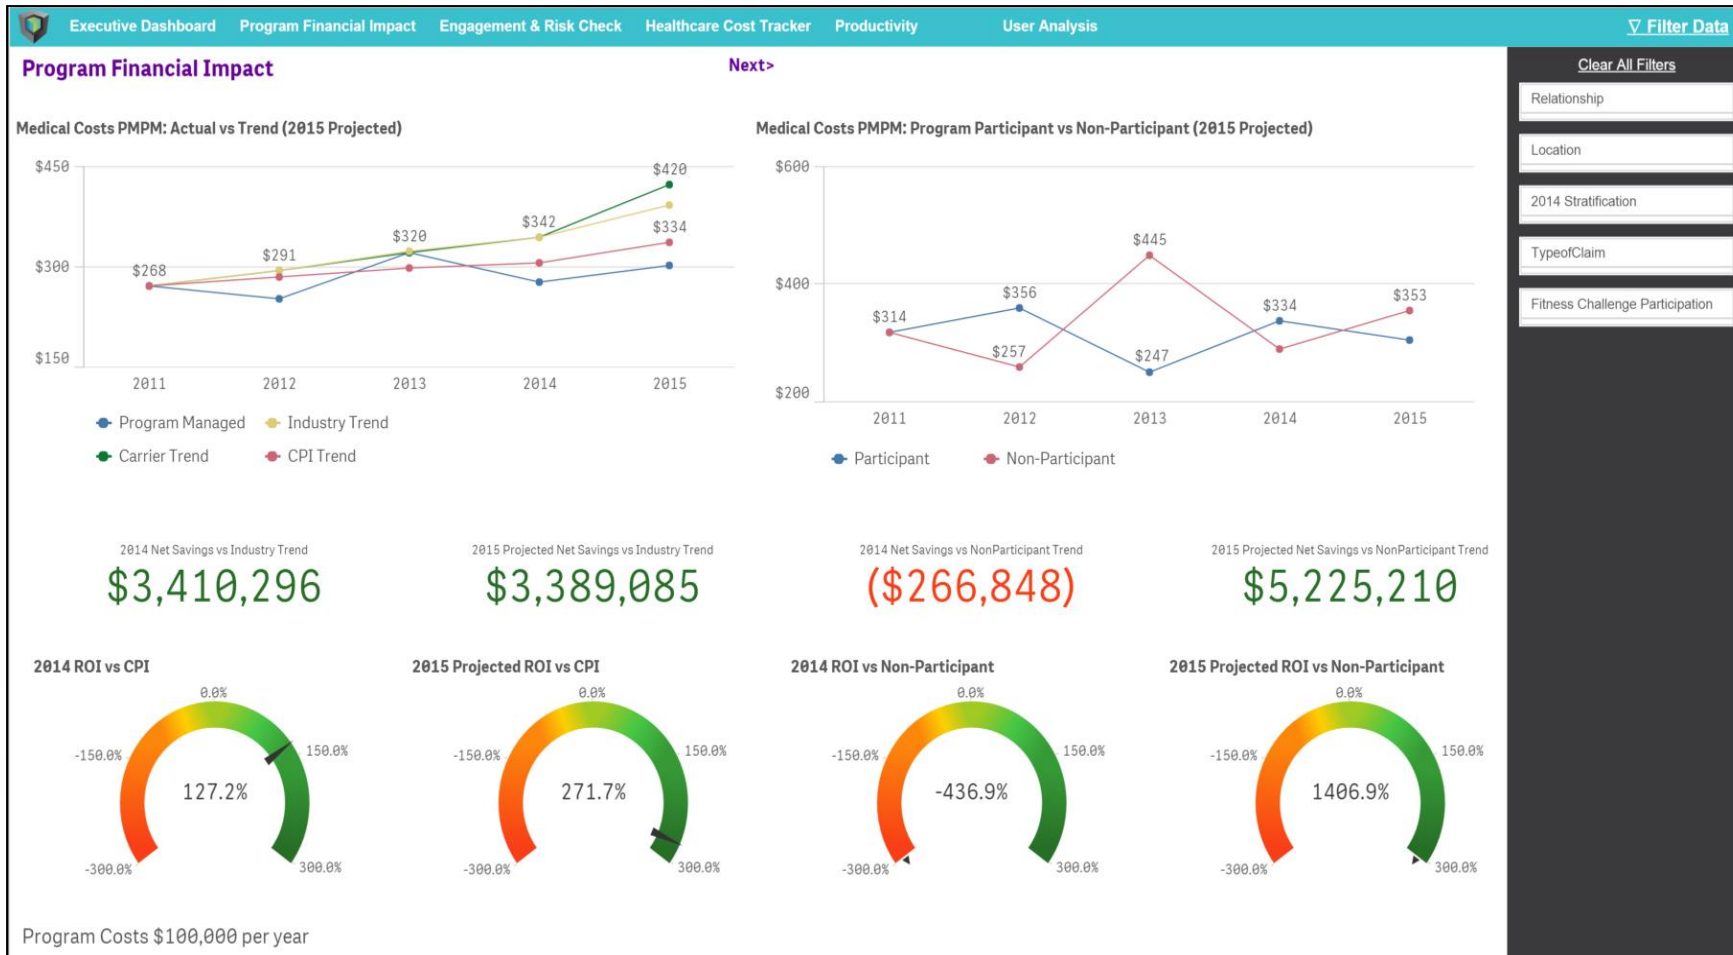 Executive Dashboard Program Financial Impact Engagement & Risk Check Healthcare Cost Tracker Productivity User Analysis ∇ Filter Data
Program Financial Impact Next>
Clear All Filters
Relationship
Location
2014 Stratification
TypeofClaim
Fitness Challenge Participation
Medical Costs PMPM: Actual vs Trend (2015 Projected)
$450
$300
$150
$268
$291
$320
$342
$420
$334
2011 2012 2013 2014 2015
Program Managed Industry Trend
Carrier Trend CPI Trend
Medical Costs PMPM: Program Participant vs Non-Participant (2015 Projected)
$600
$400
$200
$314
$356
$257
$445
$247
$334
$353
2011 2012 2013 2014 2015
Participant Non-Participant
2014 Net Savings vs Industry Trend
$3,410,296
2015 Projected Net Savings vs Industry Trend
$3,389,085
2014 Net Savings vs NonParticipant Trend
($266,848)
2015 Projected Net Savings vs NonParticipant Trend
$5,225,210
2014 ROI vs CPI
0.0%
-150.0% 150.0%
127.2%
-300.0% 300.0%
2015 Projected ROI vs CPI
0.0%
-150.0% 150.0%
271.7%
-300.0% 300.0%
2014 ROI vs Non-Participant
0.0%
-150.0% 150.0%
-436.9%
-300.0% 300.0%
2015 Projected ROI vs Non-Participant
0.0%
-150.0% 150.0%
1406.9%
-300.0% 300.0%
Program Costs $100,000 per year